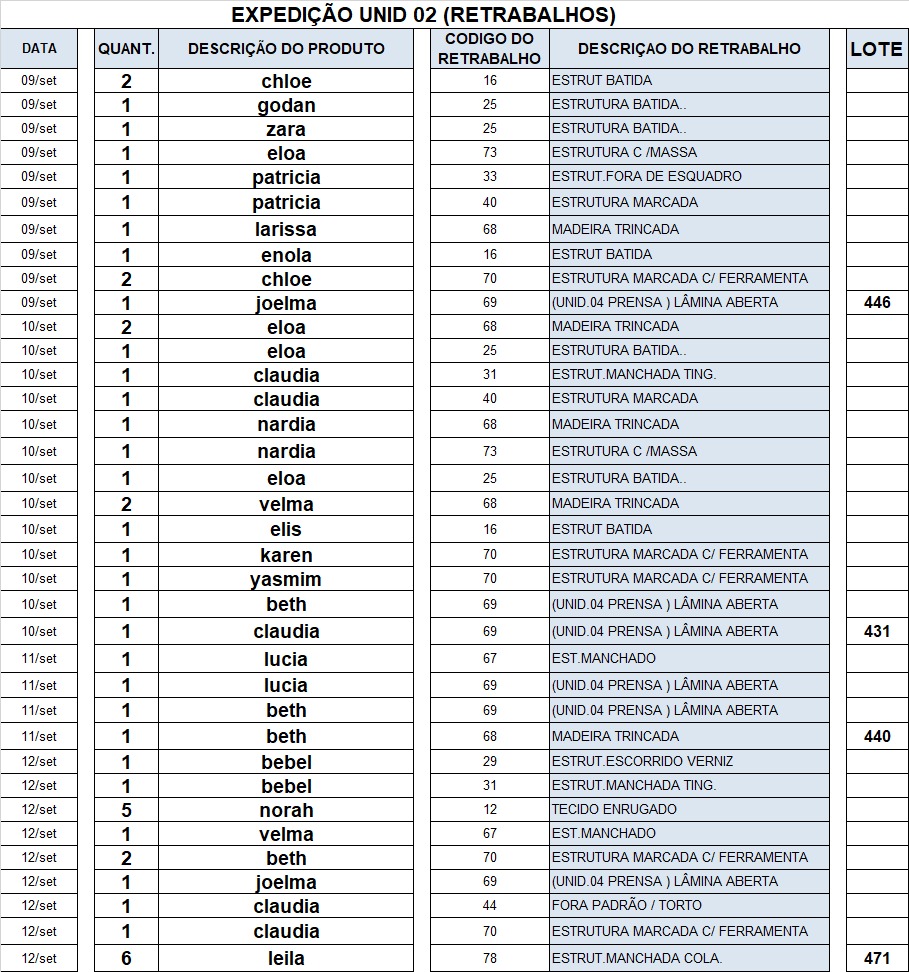 EXPEDIÇÃO UNID 02 (RETRABALHOS)
DATA QUANT. DESCRIÇÃO DO PRODUTO CODIGO DO RETRABALHO DESCRIÇAO DO RETRABALHO LOTE
09/set 2 chloe 16 ESTRUT BATIDA
09/set 1 godan 25 ESTRUTURA BATIDA..
09/set 1 zara 25 ESTRUTURA BATIDA..
09/set 1 eloa 73 ESTRUTURA C /MASSA
09/set 1 patricia 33 ESTRUT.FORA DE ESQUADRO
09/set 1 patricia 40 ESTRUTURA MARCADA
09/set 1 larissa 68 MADEIRA TRINCADA
09/set 1 enola 16 ESTRUT BATIDA
09/set 2 chloe 70 ESTRUTURA MARCADA C/ FERRAMENTA
09/set 1 joelma 69 (UNID.04 PRENSA ) LÂMINA ABERTA 446
10/set 2 eloa 68 MADEIRA TRINCADA
10/set 1 eloa 25 ESTRUTURA BATIDA..
10/set 1 claudia 31 ESTRUT.MANCHADA TING.
10/set 1 claudia 40 ESTRUTURA MARCADA
10/set 1 nardia 68 MADEIRA TRINCADA
10/set 1 nardia 73 ESTRUTURA C /MASSA
10/set 1 eloa 25 ESTRUTURA BATIDA..
10/set 2 velma 68 MADEIRA TRINCADA
10/set 1 elis 16 ESTRUT BATIDA
10/set 1 karen 70 ESTRUTURA MARCADA C/ FERRAMENTA
10/set 1 yasmim 70 ESTRUTURA MARCADA C/ FERRAMENTA
10/set 1 beth 69 (UNID.04 PRENSA ) LÂMINA ABERTA
10/set 1 claudia 69 (UNID.04 PRENSA ) LÂMINA ABERTA 431
11/set 1 lucia 67 EST.MANCHADO
11/set 1 lucia 69 (UNID.04 PRENSA ) LÂMINA ABERTA
11/set 1 beth 69 (UNID.04 PRENSA ) LÂMINA ABERTA
11/set 1 beth 68 MADEIRA TRINCADA 440
12/set 1 bebel 29 ESTRUT.ESCORRIDO VERNIZ
12/set 1 bebel 31 ESTRUT.MANCHADA TING.
12/set 5 norah 12 TECIDO ENRUGADO
12/set 1 velma 67 EST.MANCHADO
12/set 2 beth 70 ESTRUTURA MARCADA C/ FERRAMENTA
12/set 1 joelma 69 (UNID.04 PRENSA ) LÂMINA ABERTA
12/set 1 claudia 44 FORA PADRÃO / TORTO
12/set 1 claudia 70 ESTRUTURA MARCADA C/ FERRAMENTA
12/set 6 leila 78 ESTRUT.MANCHADA COLA. 471